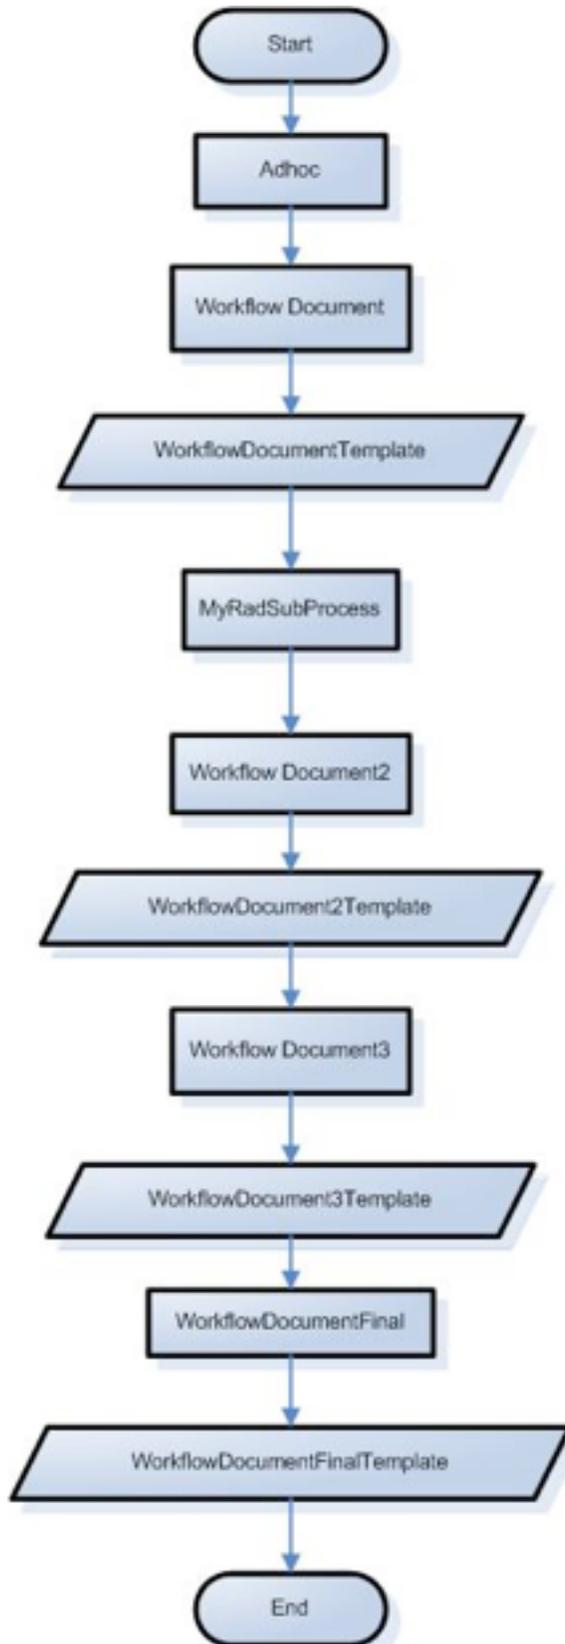 Start
Adhoc
Workflow Document
WorkflowDocumentTemplate
MyRadSubProcess
Workflow Document2
WorkflowDocument2Template
Workflow Document3
WorkflowDocument3Template
WorkflowDocumentFinal
WorkflowDocumentFinalTemplate
End